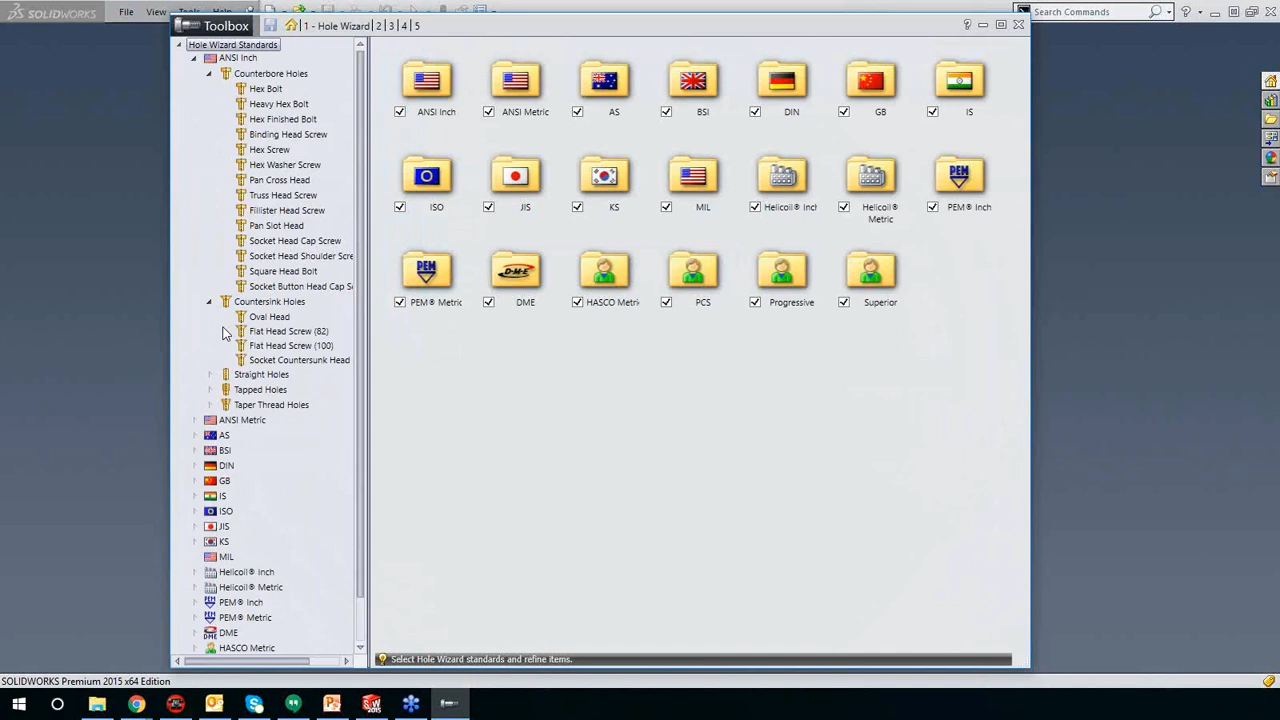 SOLIDWORKS
File
View
Search Commands
Toolbox
1 - Hole Wizard | 2 | 3 | 4 | 5
Hole Wizard Standards
ANSI Inch
Counterbore Holes
Hex Bolt
Heavy Hex Bolt
Hex Finished Bolt
Binding Head Screw
Hex Screw
Hex Washer Screw
Pan Cross Head
Truss Head Screw
Fillister Head Screw
Pan Slot Head
Socket Head Cap Screw
Socket Head Shoulder Scre
Square Head Bolt
Socket Button Head Cap S
Countersink Holes
Oval Head
Flat Head Screw (82)
Flat Head Screw (100)
Socket Countersunk Head
Straight Holes
Tapped Holes
Taper Thread Holes
ANSI Metric
AS
BSI
DIN
GB
IS
ISO
JIS
KS
MIL
Helicoil® Inch
Helicoil® Metric
PEM® Inch
PEM® Metric
DME
HASCO Metric
ANSI Inch
ANSI Metric
AS
BSI
DIN
GB
IS
ISO
JIS
KS
MIL
Helicoil® Inch
Helicoil®
Metric
PEM® Inch
PEM® Metric
DME
HASCO Metric
PCS
Progressive
Superior
Select Hole Wizard standards and refine items.
SOLIDWORKS Premium 2015 x64 Edition